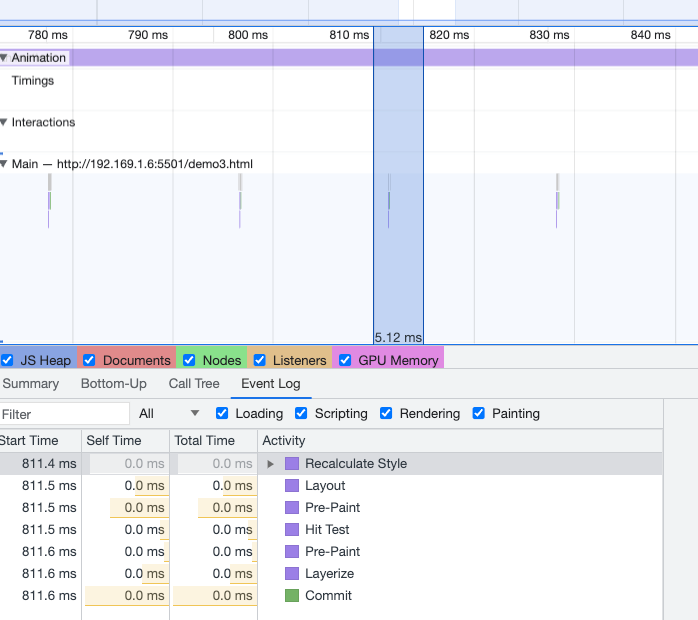 780 ms 790 ms 800 ms 810 ms 820 ms 830 ms 840 ms
Animation
Timings
Interactions
Main — http://192.169.1.6:5501/demo3.html
5.12 ms
JS Heap Documents Nodes Listeners GPU Memory
Summary Bottom-Up Call Tree Event Log
Filter All Loading Scripting Rendering Painting
Start Time Self Time Total Time Activity
811.4 ms 0.0 ms 0.0 ms Recalculate Style
811.5 ms 0.0 ms 0.0 ms Layout
811.5 ms 0.0 ms 0.0 ms Pre-Paint
811.5 ms 0.0 ms 0.0 ms Hit Test
811.6 ms 0.0 ms 0.0 ms Pre-Paint
811.6 ms 0.0 ms 0.0 ms Layerize
811.6 ms 0.0 ms 0.0 ms Commit